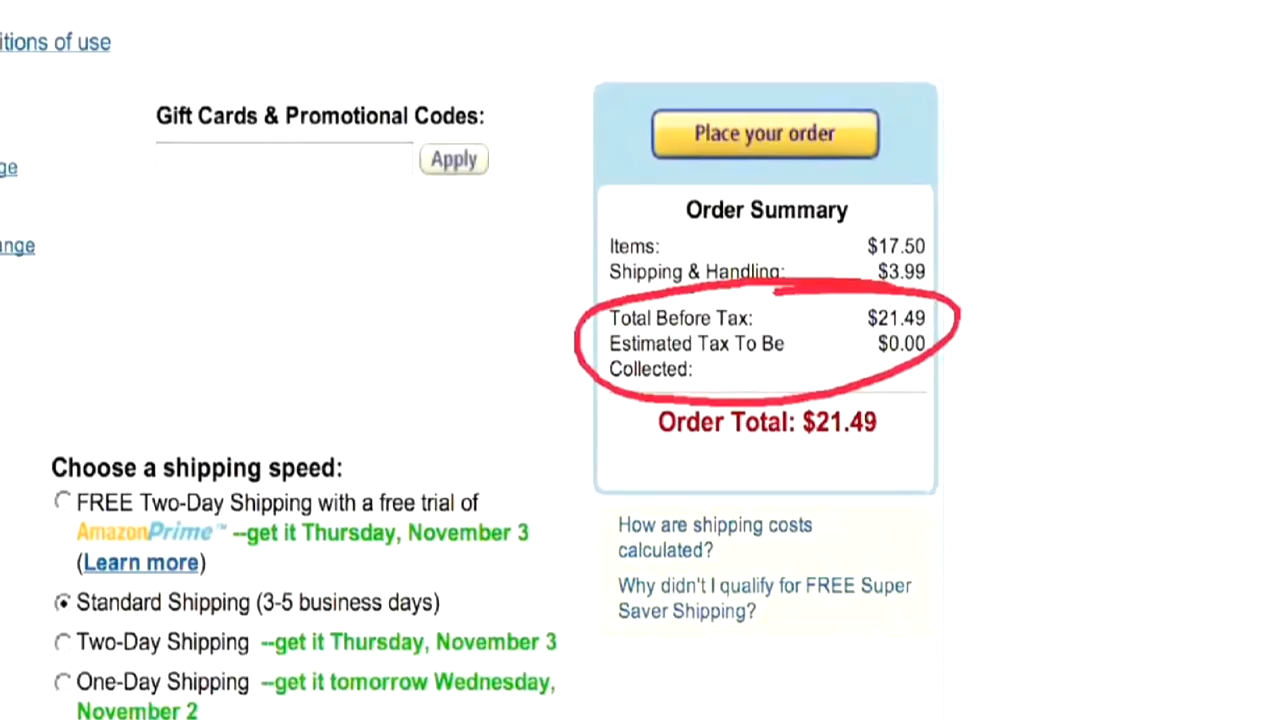 itions of use
Gift Cards & Promotional Codes:
Apply
ge
ange
Place your order
Order Summary
Items: $17.50
Shipping & Handling: $3.99
Total Before Tax: $21.49
Estimated Tax To Be $0.00
Collected:
Order Total: $21.49
How are shipping costs
calculated?
Why didn't I qualify for FREE Super
Saver Shipping?
Choose a shipping speed:
FREE Two-Day Shipping with a free trial of
AmazonPrime™ --get it Thursday, November 3
(Learn more)
Standard Shipping (3-5 business days)
Two-Day Shipping --get it Thursday, November 3
One-Day Shipping --get it tomorrow Wednesday,
November 2